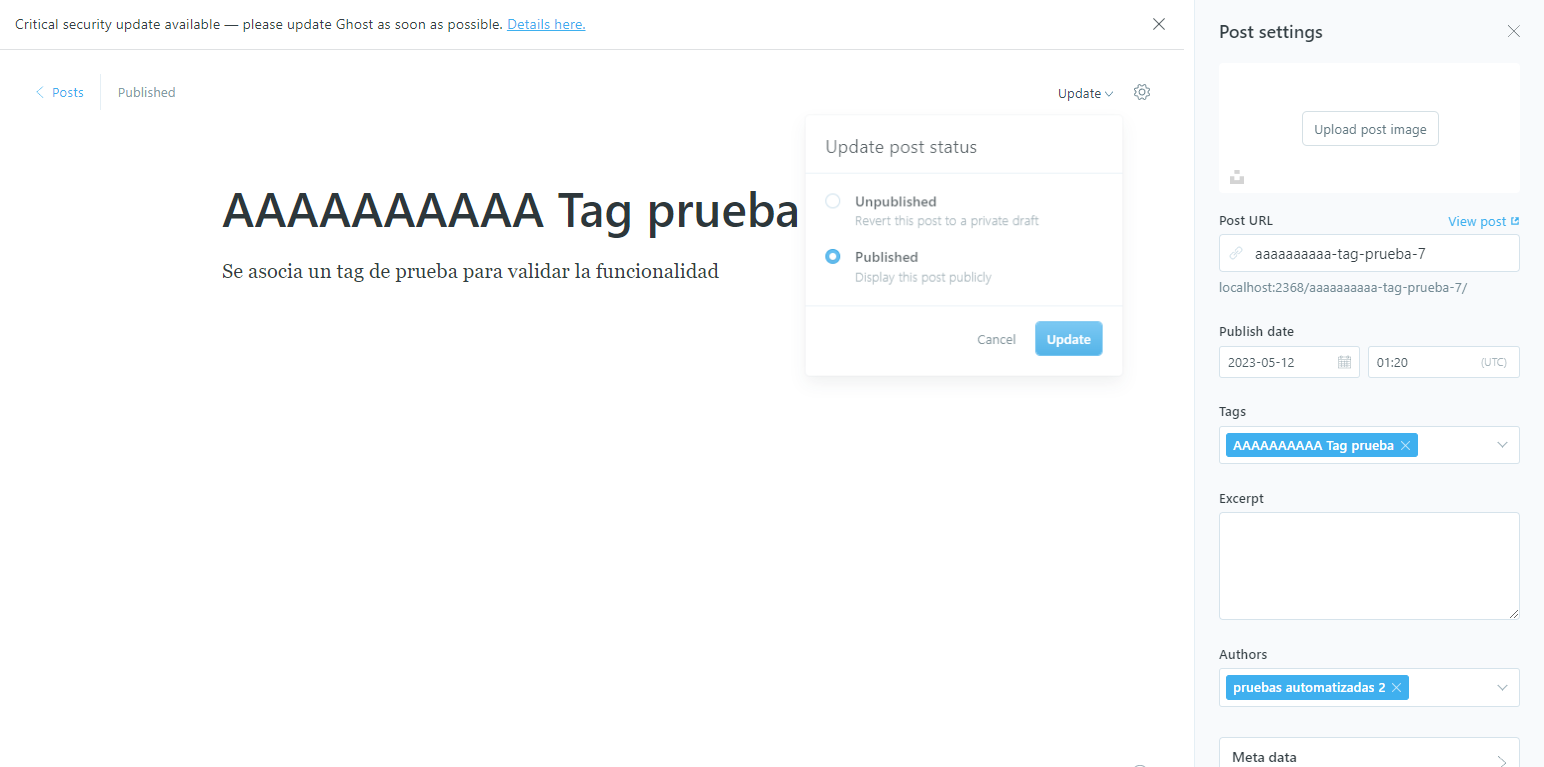 Critical security update available — please update Ghost as soon as possible. Details here.
Posts
Published
Update
AAAAAAAAAA Tag prueba
Se asocia un tag de prueba para validar la funcionalidad
Update post status
Unpublished
Revert this post to a private draft
Published
Display this post publicly
Cancel
Update
Post settings
Upload post image
Post URL
View post
aaaaaaaaaa-tag-prueba-7
localhost:2368/aaaaaaaaaa-tag-prueba-7/
Publish date
2023-05-12
01:20
(UTC)
Tags
AAAAAAAAAA Tag prueba
Excerpt
Authors
pruebas automatizadas 2
Meta data